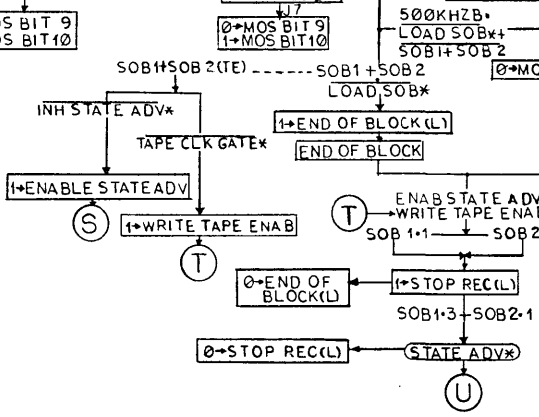 J7
S BIT 9
S BIT10
0→MOS BIT 9
1→MOS BIT10
500KHZB•
LOAD SOB*+
SOB1+SOB2
0→MO
SOB1+SOB2(TE) ----- SOB1+SOB2
LOAD SOB*
INH STATE ADV*
TAPE CLK GATE*
1→END OF BLOCK(L)
END OF BLOCK
1→ENABLE STATE ADV
S
1→WRITE TAPE ENAB
T
T
ENAB STATE ADV
WRITE TAPE ENAB
SOB 1•1 — SOB2
0→END OF
BLOCK(L)
1→STOP REC(L)
SOB1•3+SOB2•1
0→STOP REC(L)
STATE ADV*
U